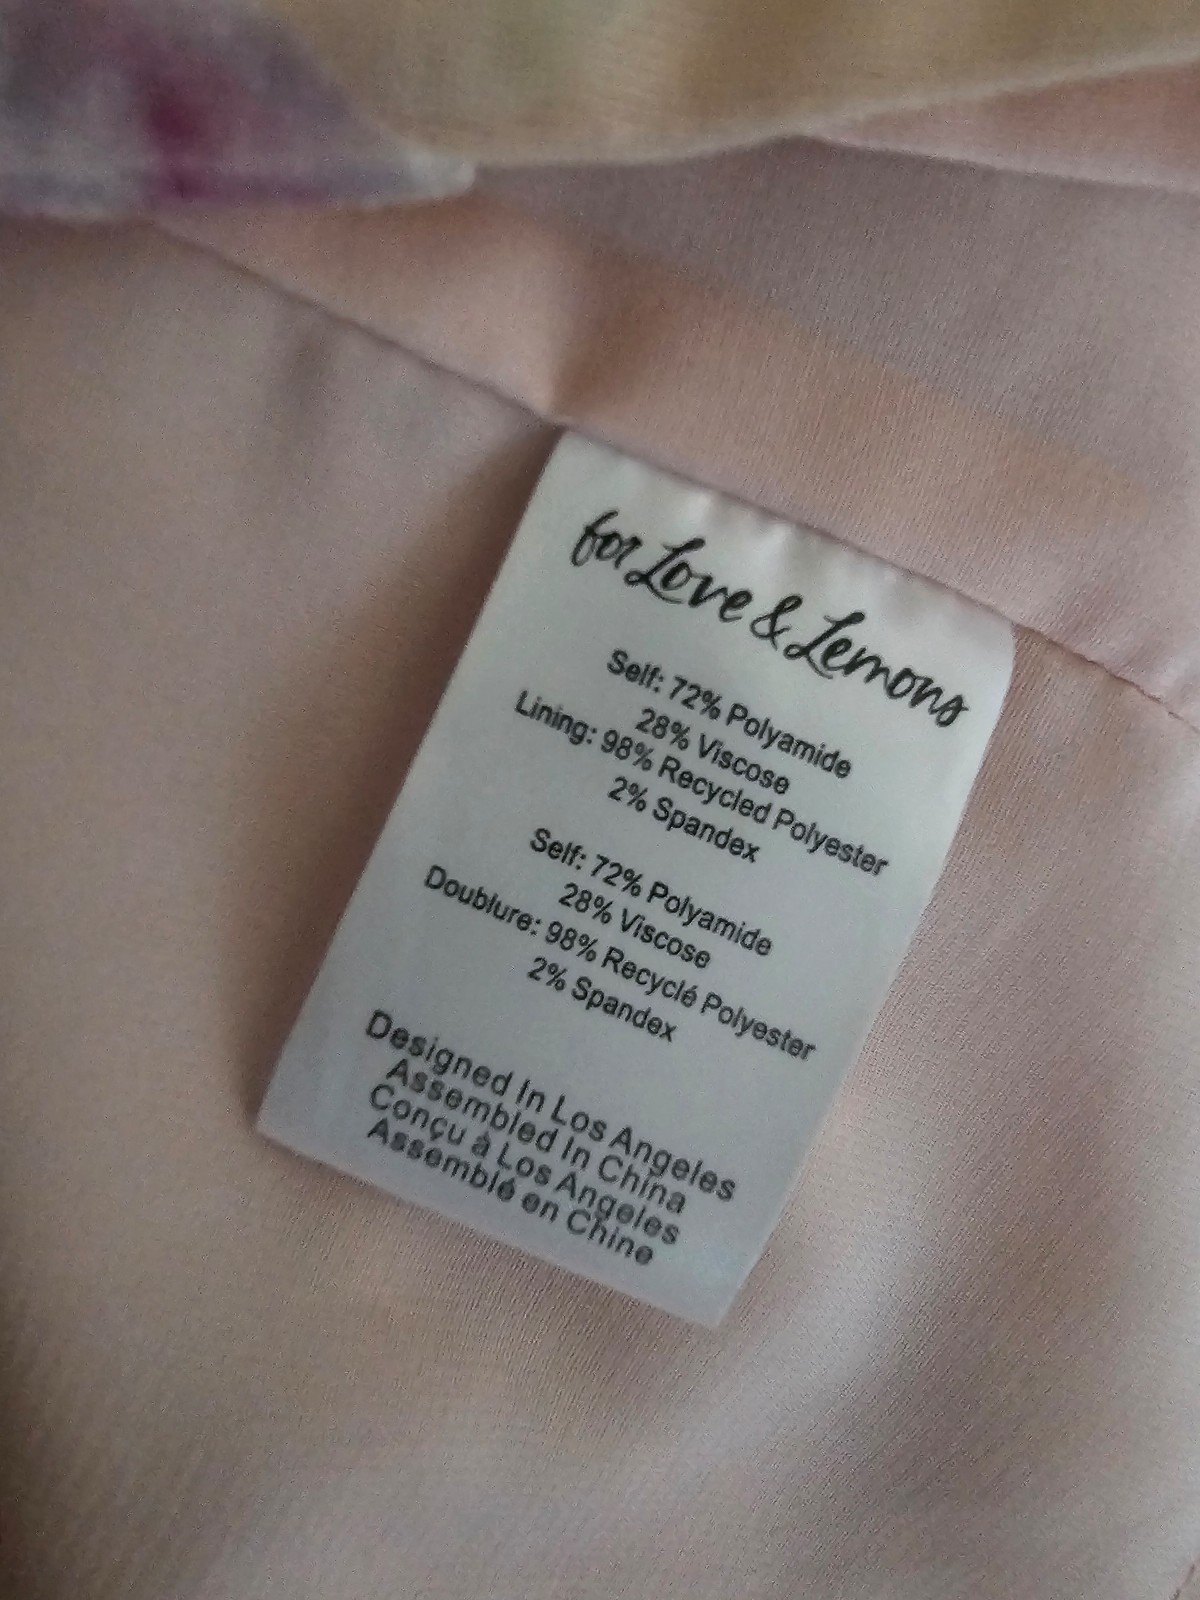 for Love & Lemons
Self: 72% Polyamide
28% Viscose
Lining: 98% Recycled Polyester
2% Spandex
Self: 72% Polyamide
28% Viscose
Doublure: 98% Recyclé Polyester
2% Spandex
Designed In Los Angeles
Assembled In China
Conçu à Los Angeles
Assemblé en Chine